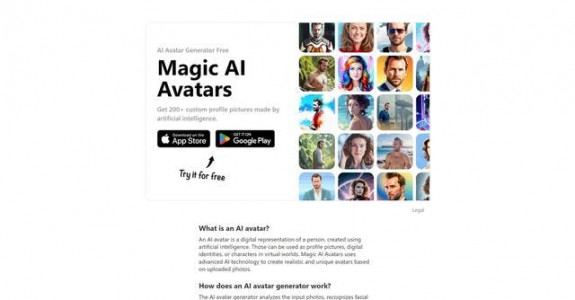 AI Avatar Generator Free
Magic AI
Avatars
Get 200+ custom profile pictures made by
artificial intelligence.
Download on the
App Store
GET IT ON
Google Play
Try it for free
Legal
What is an AI avatar?
An AI avatar is a digital representation of a person, created using
artificial intelligence. Those can be used as profile pictures, digital
identities, or characters in virtual worlds. Magic AI Avatars uses
advanced AI technology to create realistic and unique avatars based
on uploaded photos.
How does an AI avatar generator work?
The AI avatar generator analyzes the input photos, recognizes facial